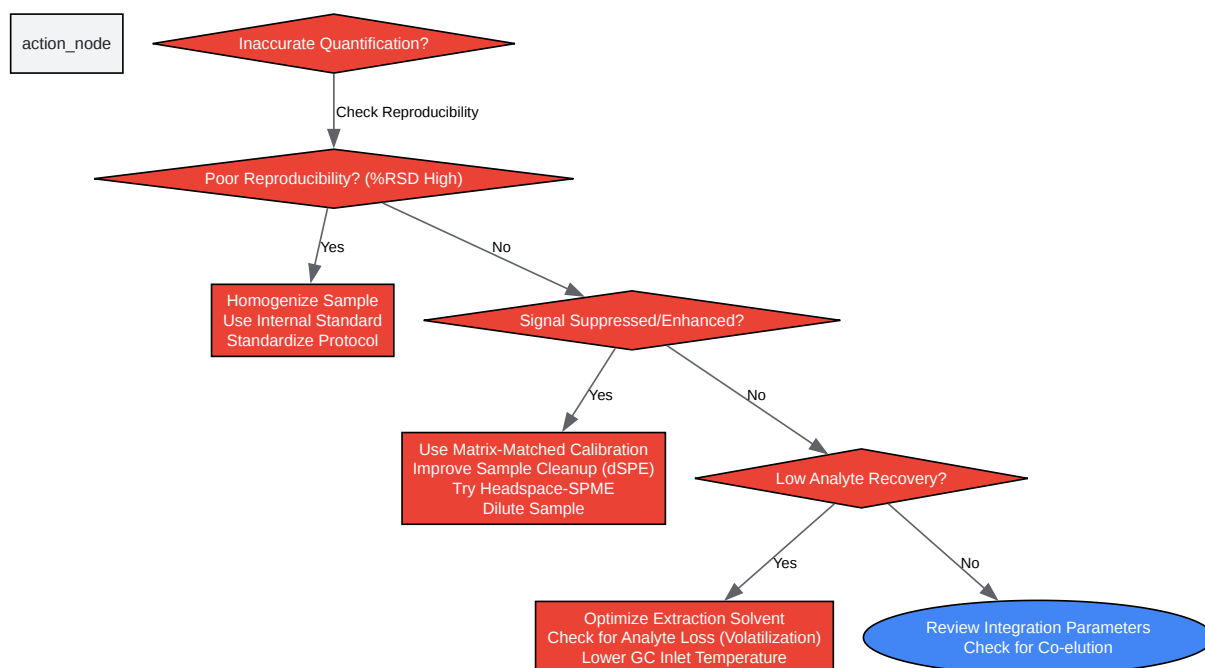 action_node
Inaccurate Quantification?
Check Reproducibility
Poor Reproducibility? (%RSD High)
Yes
No
Homogenize Sample
Use Internal Standard
Standardize Protocol
Signal Suppressed/Enhanced?
Yes
No
Use Matrix-Matched Calibration
Improve Sample Cleanup (dSPE)
Try Headspace-SPME
Dilute Sample
Low Analyte Recovery?
Yes
No
Optimize Extraction Solvent
Check for Analyte Loss (Volatilization)
Lower GC Inlet Temperature
Review Integration Parameters
Check for Co-elution